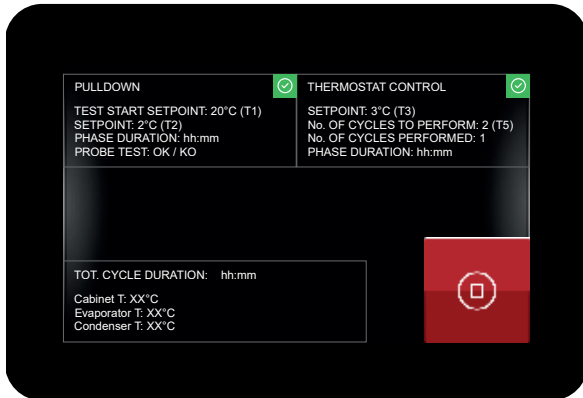 PULLDOWN
TEST START SETPOINT: 20°C (T1)
SETPOINT: 2°C (T2)
PHASE DURATION: hh:mm
PROBE TEST: OK / KO
THERMOSTAT CONTROL
SETPOINT: 3°C (T3)
No. OF CYCLES TO PERFORM: 2 (T5)
No. OF CYCLES PERFORMED: 1
PHASE DURATION: hh:mm
TOT. CYCLE DURATION: hh:mm
Cabinet T: XX°C
Evaporator T: XX°C
Condenser T: XX°C